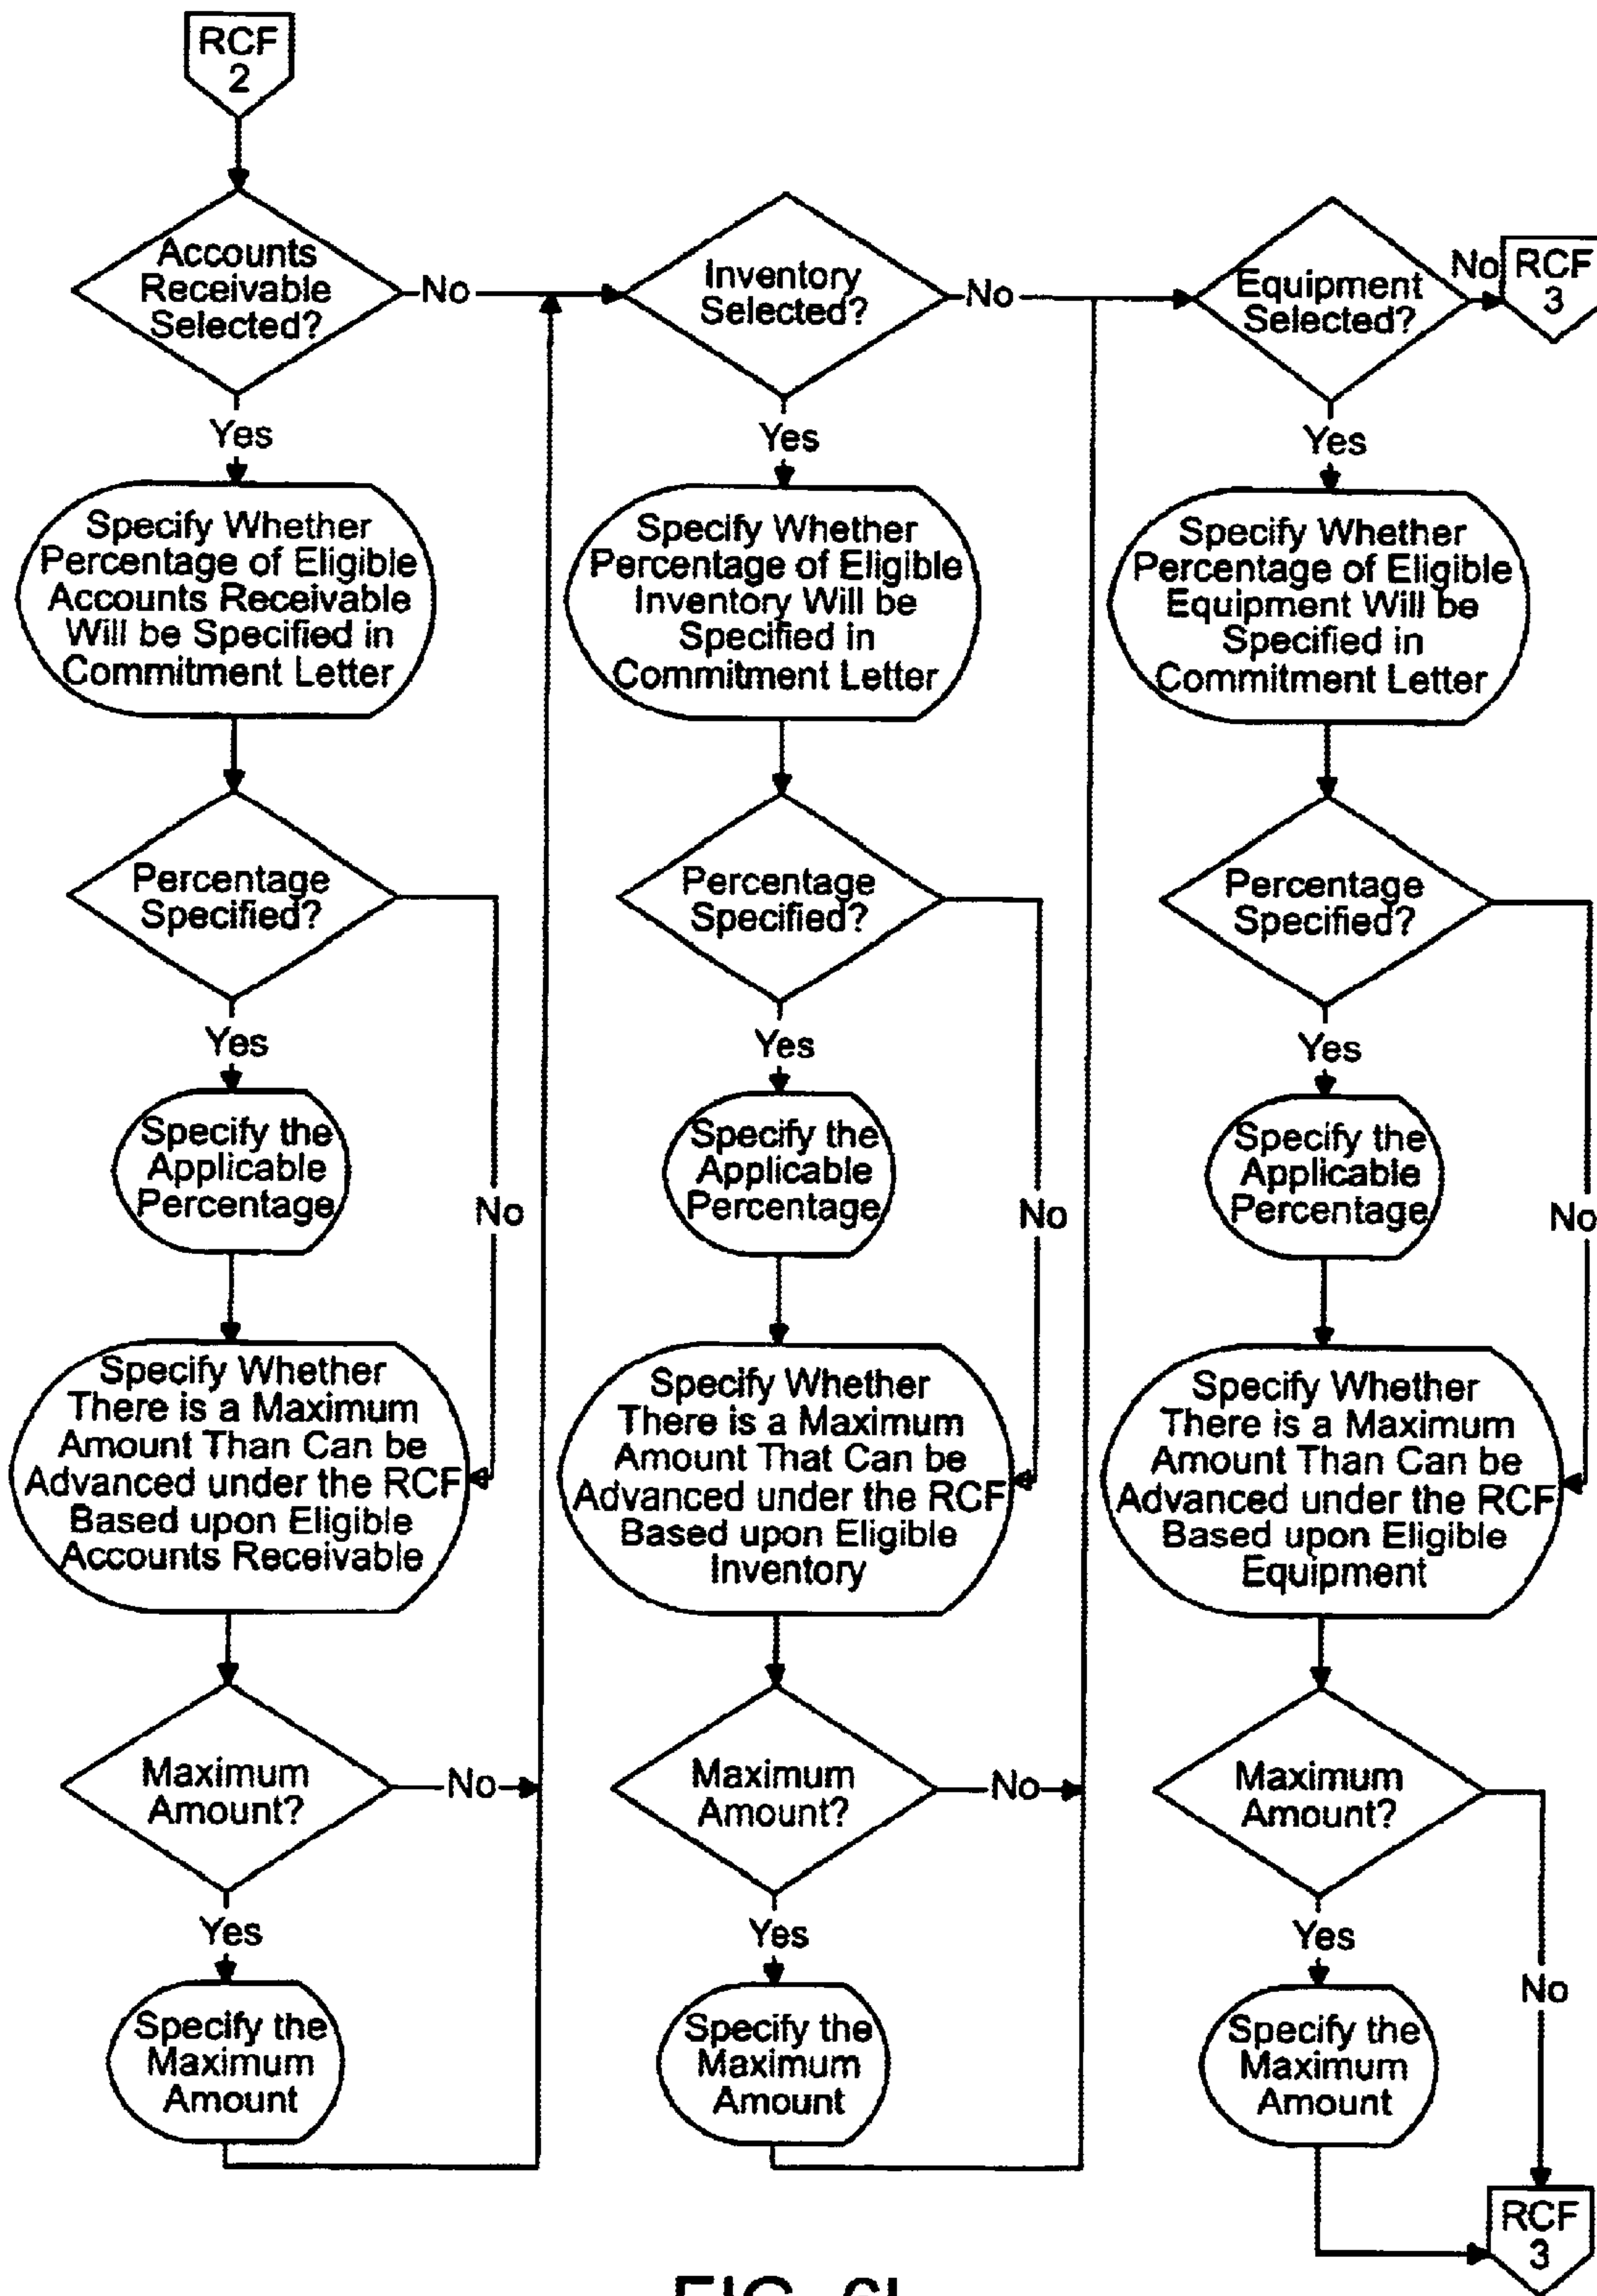 RCF
2
Accounts
Receivable
Selected?
No
Yes
Specify Whether
Percentage of Eligible
Accounts Receivable
Will be Specified in
Commitment Letter
Percentage
Specified?
Yes
No
Specify the
Applicable
Percentage
Specify Whether
There is a Maximum
Amount Than Can be
Advanced under the RCF
Based upon Eligible
Accounts Receivable
Maximum
Amount?
No
Yes
Specify the
Maximum
Amount
Inventory
Selected?
No
Yes
Specify Whether
Percentage of Eligible
Inventory Will be
Specified in
Commitment Letter
Percentage
Specified?
Yes
No
Specify the
Applicable
Percentage
Specify Whether
There is a Maximum
Amount That Can be
Advanced under the RCF
Based upon Eligible
Inventory
Maximum
Amount?
No
Yes
Specify the
Maximum
Amount
Equipment
Selected?
No
RCF
3
Yes
Specify Whether
Percentage of Eligible
Equipment Will be
Specified in
Commitment Letter
Percentage
Specified?
Yes
No
Specify the
Applicable
Percentage
Specify Whether
There is a Maximum
Amount Than Can be
Advanced under the RCF
Based upon Eligible
Equipment
Maximum
Amount?
Yes
No
Specify the
Maximum
Amount
RCF
3